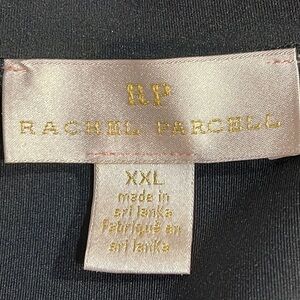 RP
RACHEL PARCELL
XXL
made in
sri lanka
fabriqué en
sri lanka